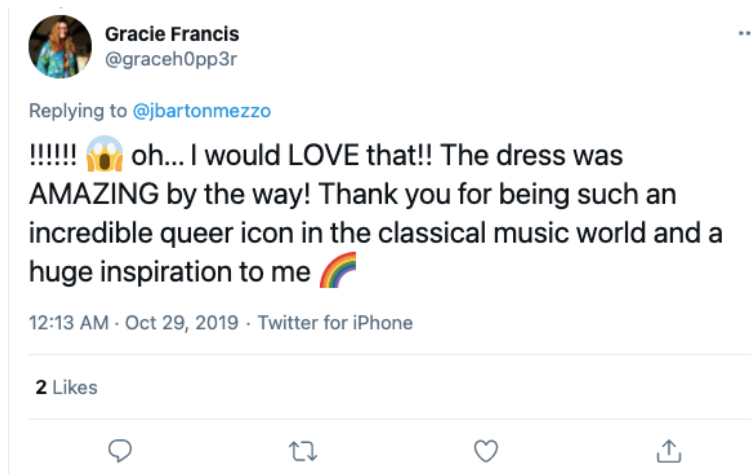 Gracie Francis
@graceh0pp3r
Replying to @jbartonmezzo
!!!!!! 😱 oh... I would LOVE that!! The dress was
AMAZING by the way! Thank you for being such an
incredible queer icon in the classical music world and a
huge inspiration to me 🌈
12:13 AM · Oct 29, 2019 · Twitter for iPhone
2 Likes